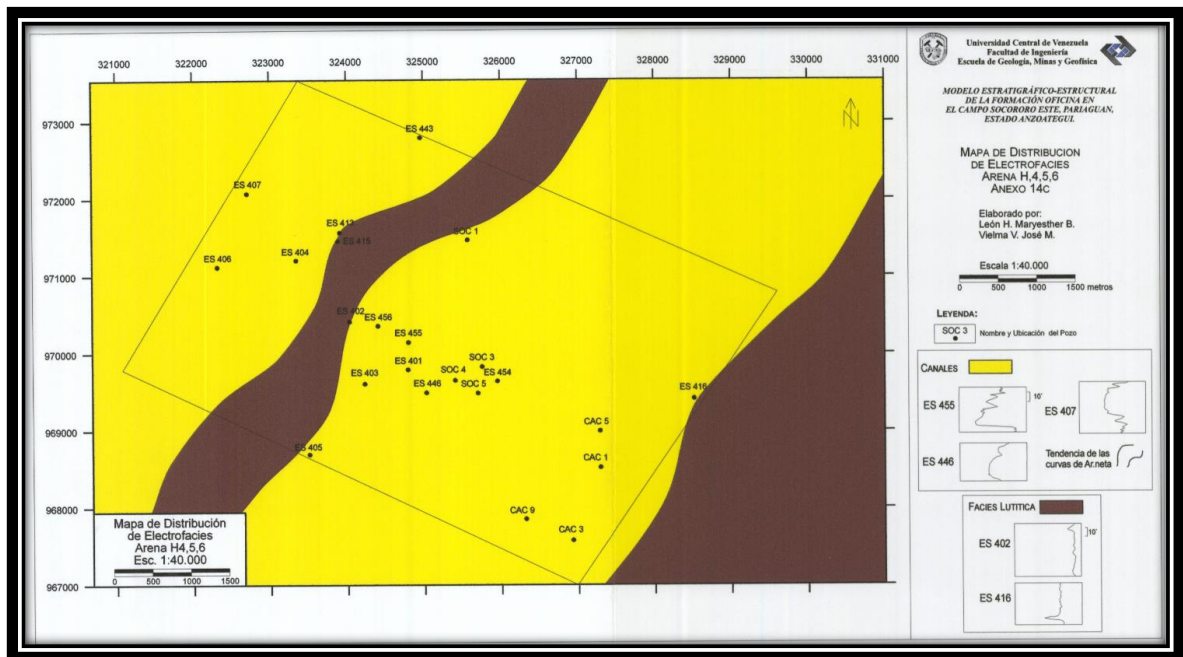 321000 322000 323000 324000 325000 326000 327000 328000 329000 330000 331000
973000
972000
971000
970000
969000
968000
967000
N
ES 443
ES 407
ES 413
ES 415
SOC 1
ES 404
ES 406
ES 402
ES 456
ES 455
SOC 3
ES 401
SOC 4
ES 454
ES 403
ES 446
SOC 5
ES 416
CAC 5
ES 405
CAC 1
CAC 9
CAC 3
Mapa de Distribución
de Electrofacies
Arena H4,5,6
Esc. 1:40.000
0 500 1000 1500
Universidad Central de Venezuela
Facultad de Ingeniería
Escuela de Geología, Minas y Geofísica
MODELO ESTRATIGRÁFICO-ESTRUCTURAL
DE LA FORMACIÓN OFICINA EN
EL CAMPO SOCORORO ESTE, PARIAGUAN,
ESTADO ANZOATEGUI.
MAPA DE DISTRIBUCION
DE ELECTROFACIES
ARENA H,4,5,6
ANEXO 14C
Elaborado por:
León H. Maryesther B.
Vielma V. José M.
Escala 1:40.000
0 500 1000 1500 metros
LEYENDA:
SOC 3 Nombre y Ubicación del Pozo
CANALES
ES 455 10' ES 407
ES 446 Tendencia de las
curvas de Ar.neta
FACIES LUTITICA
ES 402 10'
ES 416